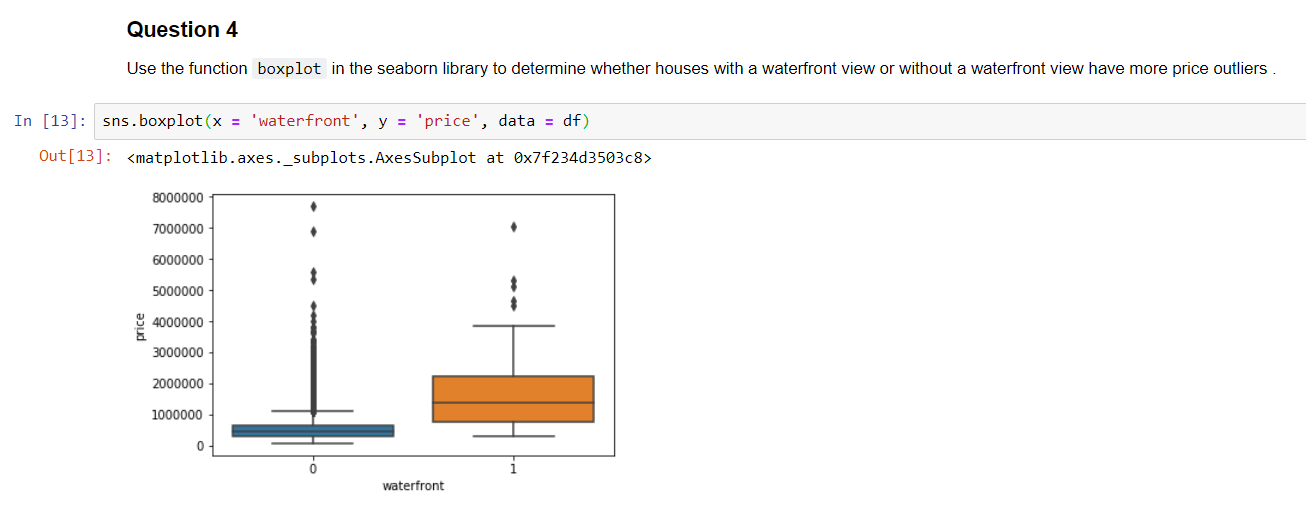 Question 4
Use the function boxplot in the seaborn library to determine whether houses with a waterfront view or without a waterfront view have more price outliers .
In [13]: sns.boxplot(x = 'waterfront', y = 'price', data = df)
Out[13]: <matplotlib.axes._subplots.AxesSubplot at 0x7f234d3503c8>
8000000
7000000
6000000
5000000
4000000
3000000
2000000
1000000
0
price
0 1
waterfront